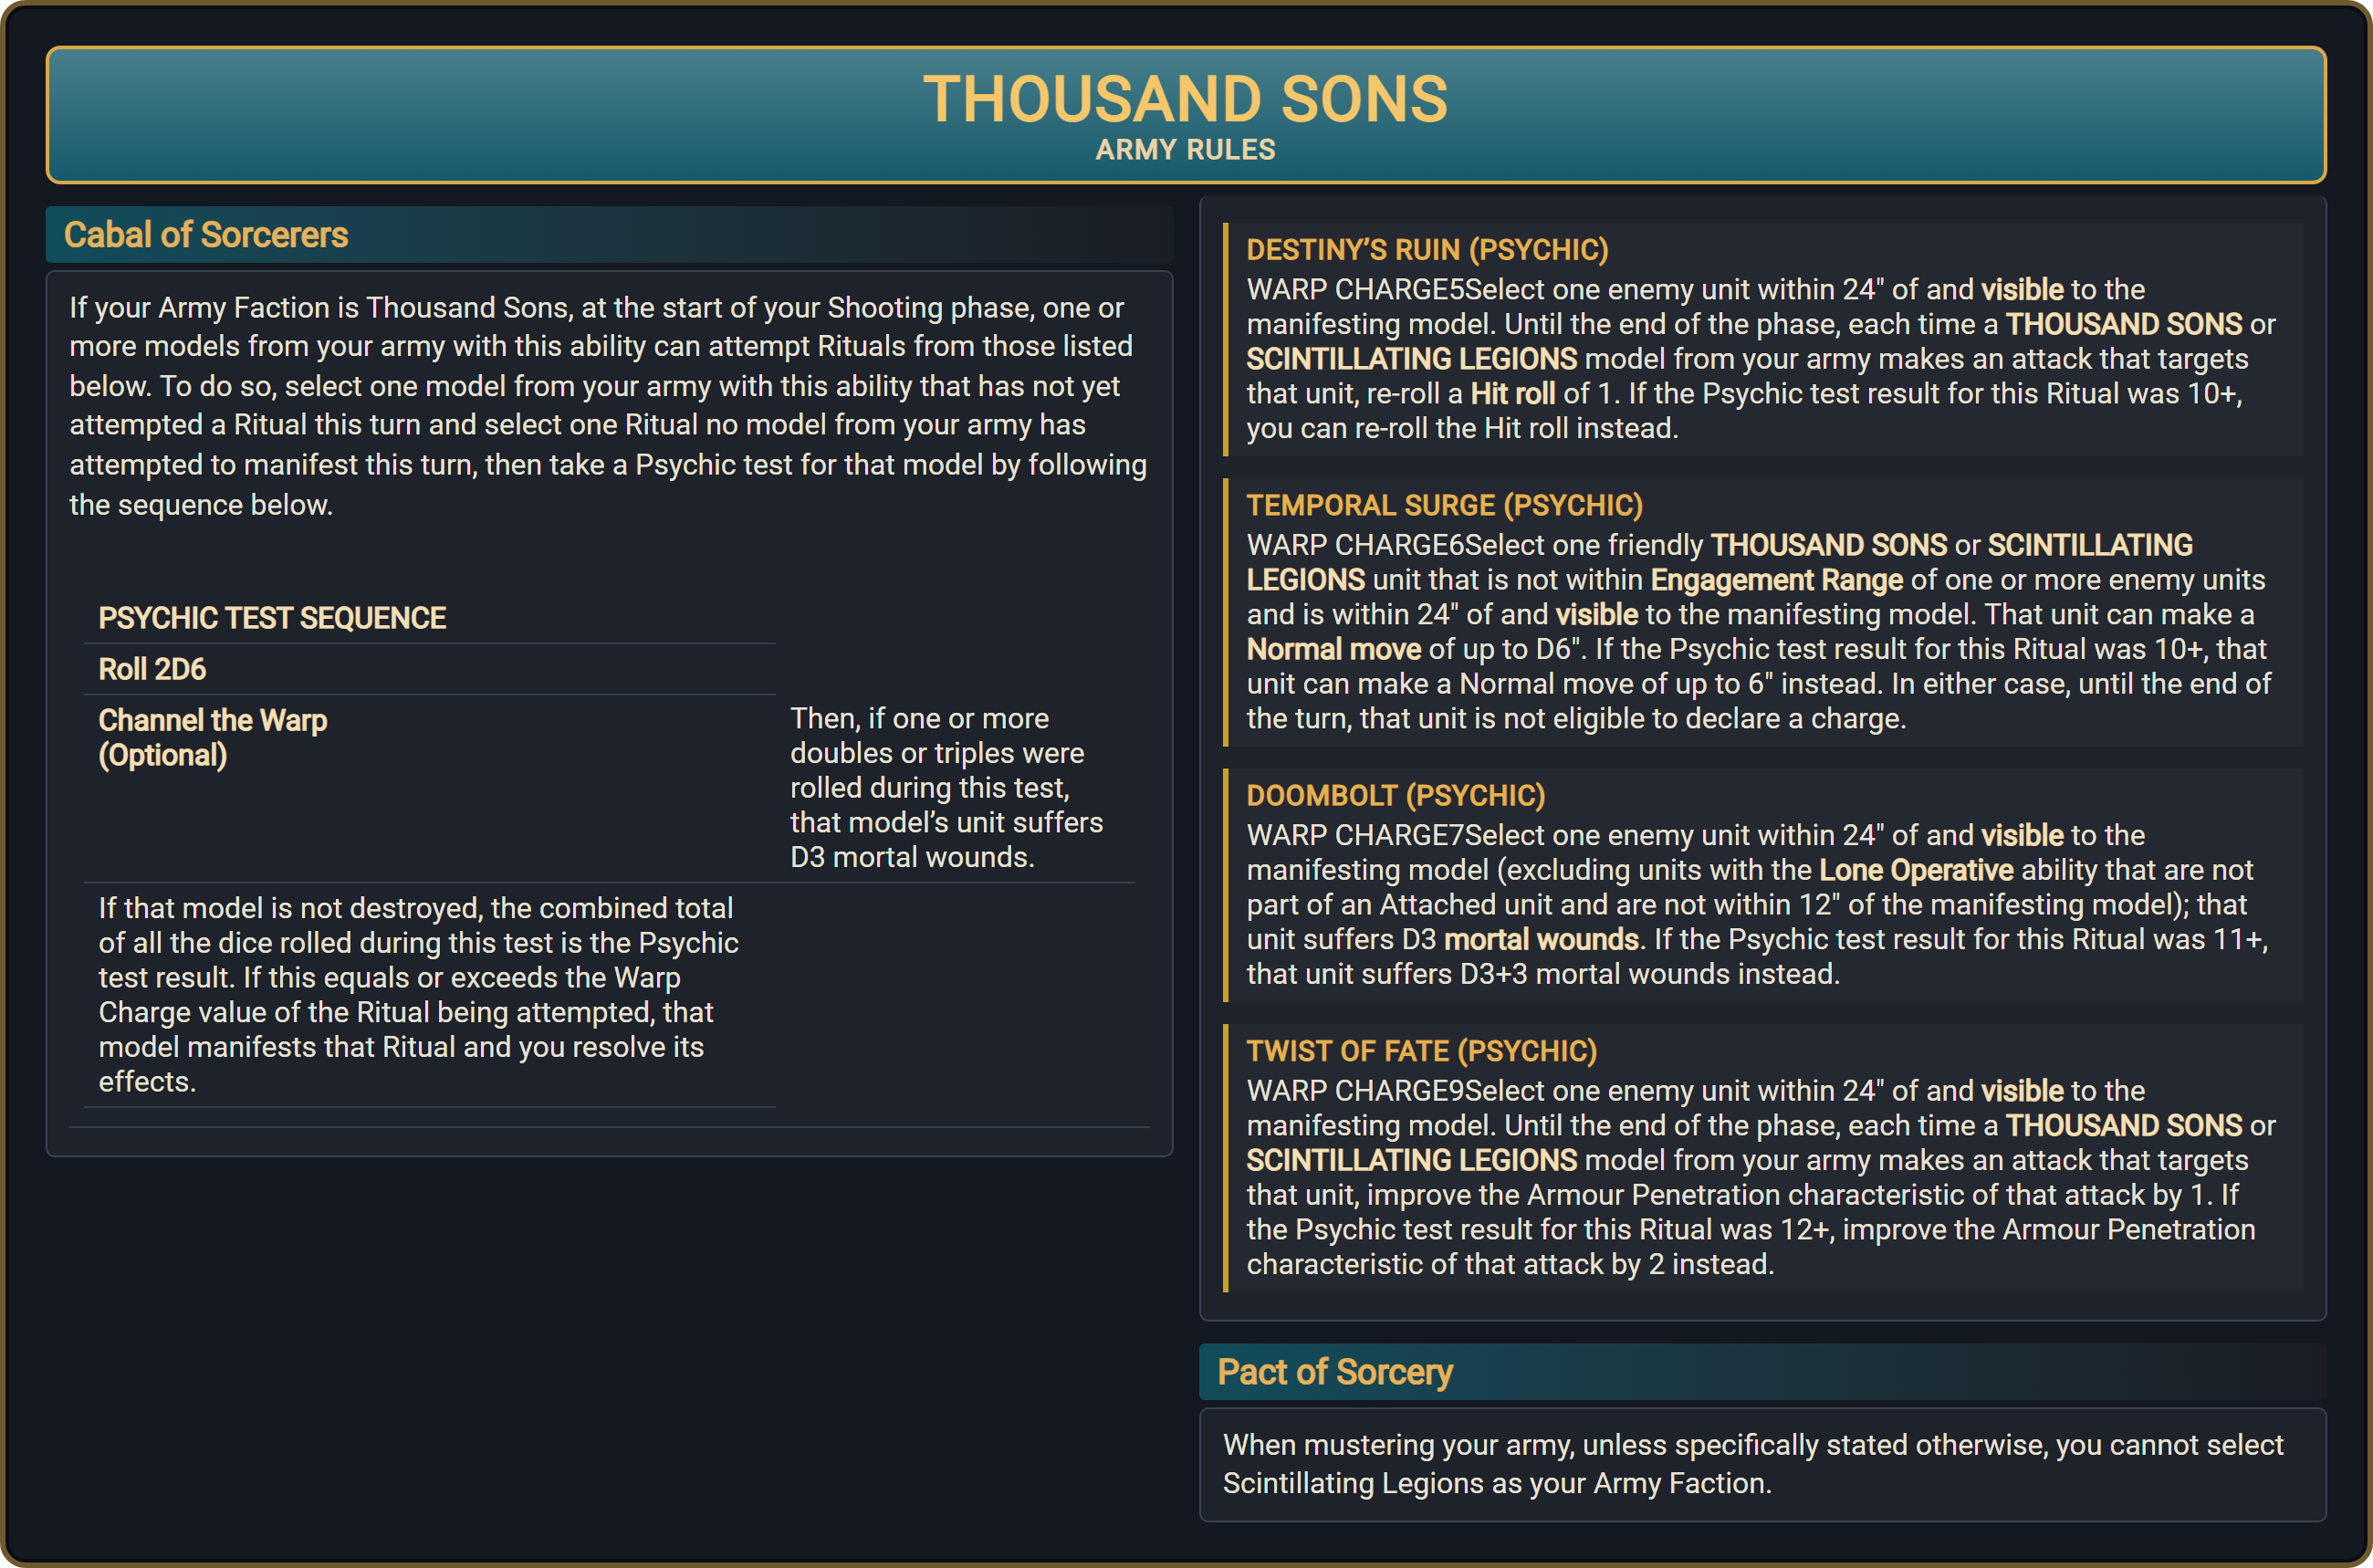 THOUSAND SONS
ARMY RULES
Cabal of Sorcerers
If your Army Faction is Thousand Sons, at the start of your Shooting phase, one or
more models from your army with this ability can attempt Rituals from those listed
below. To do so, select one model from your army with this ability that has not yet
attempted a Ritual this turn and select one Ritual no model from your army has
attempted to manifest this turn, then take a Psychic test for that model by following
the sequence below.
PSYCHIC TEST SEQUENCE
Roll 2D6
Channel the Warp
(Optional)
Then, if one or more
doubles or triples were
rolled during this test,
that model’s unit suffers
D3 mortal wounds.
If that model is not destroyed, the combined total
of all the dice rolled during this test is the Psychic
test result. If this equals or exceeds the Warp
Charge value of the Ritual being attempted, that
model manifests that Ritual and you resolve its
effects.
DESTINY’S RUIN (PSYCHIC)
WARP CHARGE5Select one enemy unit within 24" of and visible to the
manifesting model. Until the end of the phase, each time a THOUSAND SONS or
SCINTILLATING LEGIONS model from your army makes an attack that targets
that unit, re-roll a Hit roll of 1. If the Psychic test result for this Ritual was 10+,
you can re-roll the Hit roll instead.
TEMPORAL SURGE (PSYCHIC)
WARP CHARGE6Select one friendly THOUSAND SONS or SCINTILLATING
LEGIONS unit that is not within Engagement Range of one or more enemy units
and is within 24" of and visible to the manifesting model. That unit can make a
Normal move of up to D6". If the Psychic test result for this Ritual was 10+, that
unit can make a Normal move of up to 6" instead. In either case, until the end of
the turn, that unit is not eligible to declare a charge.
DOOMBOLT (PSYCHIC)
WARP CHARGE7Select one enemy unit within 24" of and visible to the
manifesting model (excluding units with the Lone Operative ability that are not
part of an Attached unit and are not within 12" of the manifesting model); that
unit suffers D3 mortal wounds. If the Psychic test result for this Ritual was 11+,
that unit suffers D3+3 mortal wounds instead.
TWIST OF FATE (PSYCHIC)
WARP CHARGE9Select one enemy unit within 24" of and visible to the
manifesting model. Until the end of the phase, each time a THOUSAND SONS or
SCINTILLATING LEGIONS model from your army makes an attack that targets
that unit, improve the Armour Penetration characteristic of that attack by 1. If
the Psychic test result for this Ritual was 12+, improve the Armour Penetration
characteristic of that attack by 2 instead.
Pact of Sorcery
When mustering your army, unless specifically stated otherwise, you cannot select
Scintillating Legions as your Army Faction.